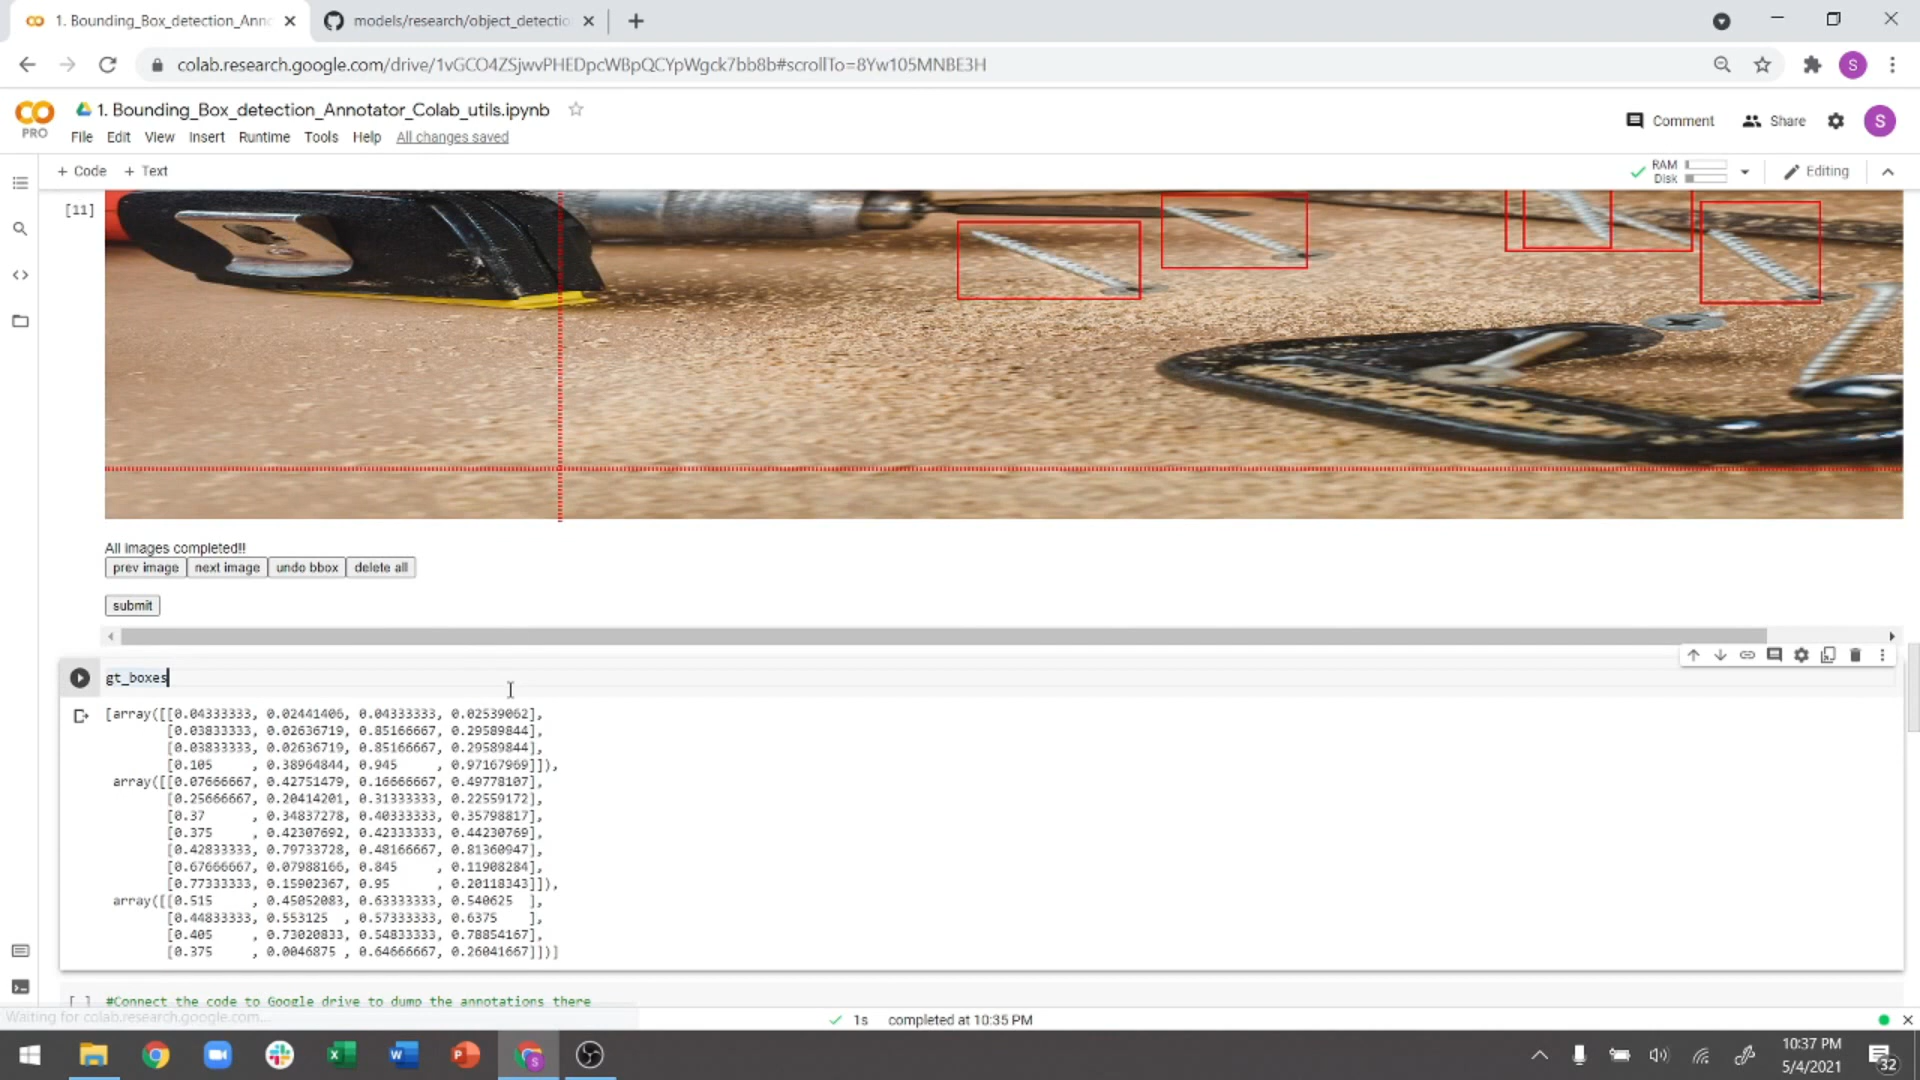 1. Bounding_Box_detection_Ann
models/research/object_detectio
colab.research.google.com/drive/1vGCO4ZSjwvPHEDpcWBpQCYpWgck7bb8b#scrollTo=8Yw105MNBE3H
S
CO
PRO
1. Bounding_Box_detection_Annotator_Colab_utils.ipynb
File Edit View Insert Runtime Tools Help All changes saved
Comment Share S
+ Code + Text
RAM
Disk
Editing
[11]
All images completed!!
prev image next image undo bbox delete all
submit
gt_boxes
[array([[0.04333333, 0.02441406, 0.04333333, 0.02539062],
[0.03833333, 0.02636719, 0.85166667, 0.29589844],
[0.03833333, 0.02636719, 0.85166667, 0.29589844],
[0.105     , 0.38964844, 0.945     , 0.97167969]]),
array([[0.07666667, 0.42751479, 0.16666667, 0.49778107],
[0.25666667, 0.20414201, 0.31333333, 0.22559172],
[0.37      , 0.34837278, 0.40333333, 0.35798817],
[0.375     , 0.42307692, 0.42333333, 0.44230769],
[0.42833333, 0.79733728, 0.48166667, 0.81360947],
[0.67666667, 0.07988166, 0.845     , 0.11908284],
[0.77333333, 0.15902367, 0.95      , 0.20118343]]),
array([[0.515     , 0.45052083, 0.63333333, 0.540625  ],
[0.44833333, 0.553125  , 0.57333333, 0.6375    ],
[0.405     , 0.73020833, 0.54833333, 0.78854167],
[0.375     , 0.0046875 , 0.64666667, 0.26041667]])]
[ ] #Connect the code to Google drive to dump the annotations there
Waiting for colab.research.google.com...
1s completed at 10:35 PM
10:37 PM
5/4/2021
32